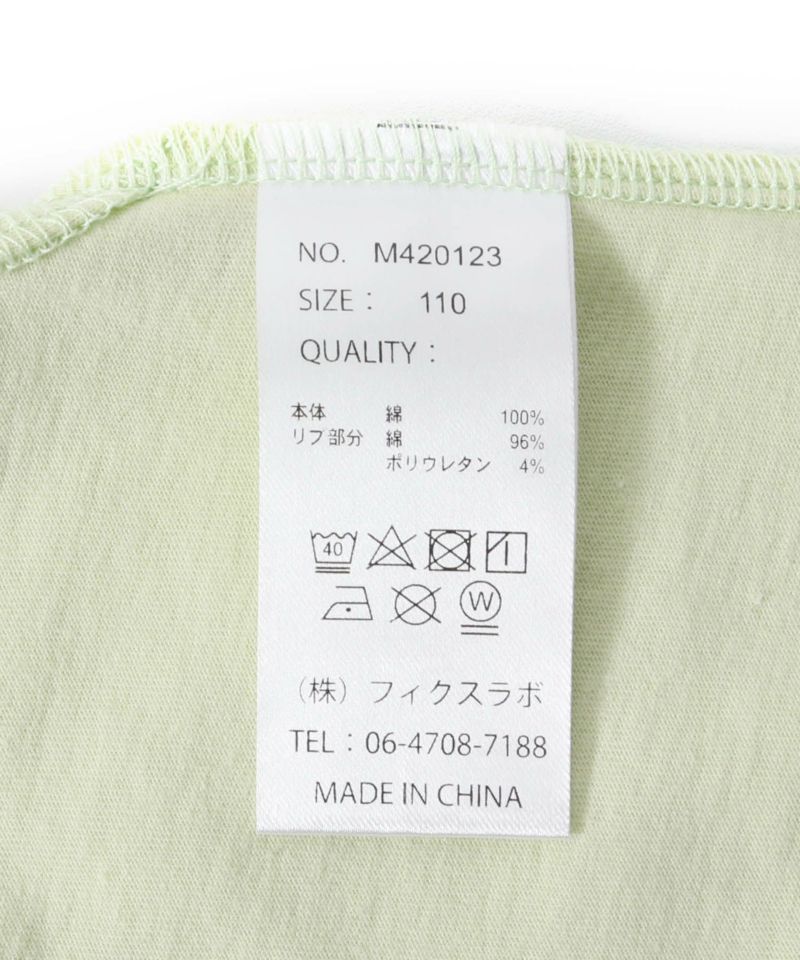 NO. M420123
SIZE： 110
QUALITY：
本体 綿 100%
リブ部分 綿 96%
ポリウレタン 4%
40
W
（株）フィクスラボ
TEL：06-4708-7188
MADE IN CHINA